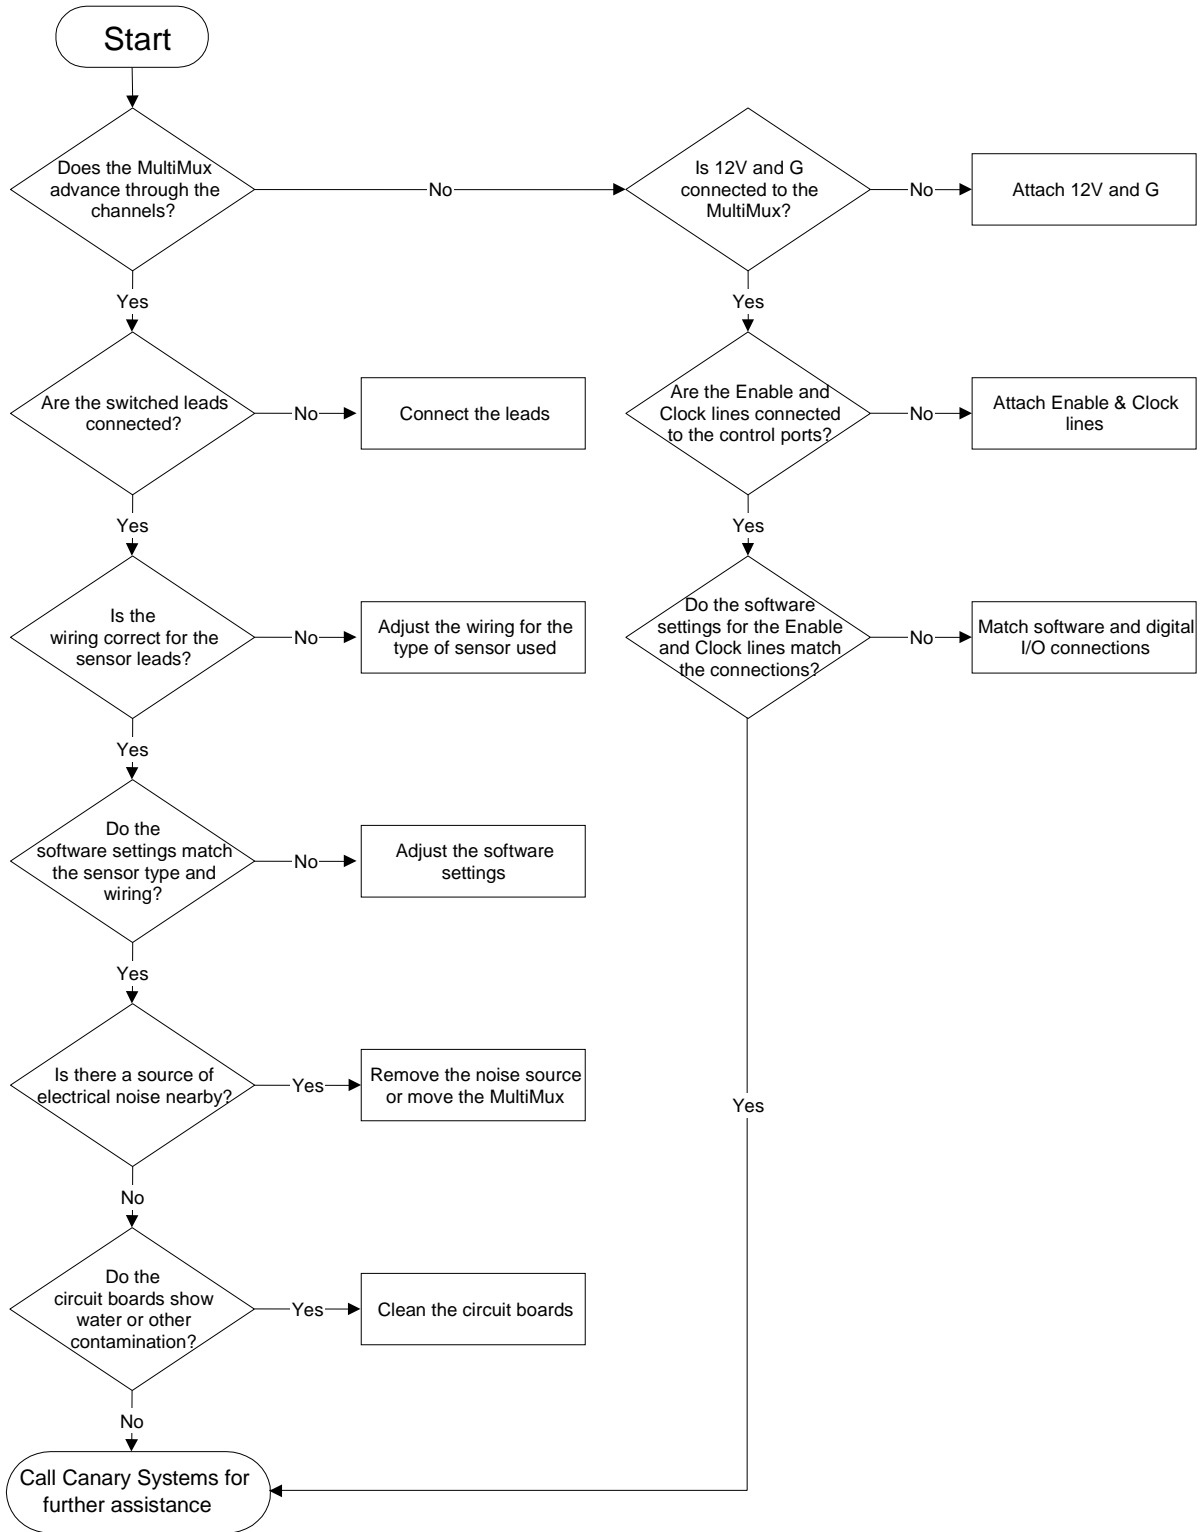 Start
Does the MultiMux
advance through the
channels?
No
Is 12V and G
connected to the
MultiMux?
No
Attach 12V and G
Yes
Yes
Are the switched leads
connected?
No
Connect the leads
Are the Enable and
Clock lines connected
to the control ports?
No
Attach Enable & Clock
lines
Yes
Yes
Is the
wiring correct for the
sensor leads?
No
Adjust the wiring for the
type of sensor used
Do the software
settings for the Enable
and Clock lines match
the connections?
No
Match software and digital
I/O connections
Yes
Do the
software settings match
the sensor type and
wiring?
No
Adjust the software
settings
Yes
Is there a source of
electrical noise nearby?
Yes
Remove the noise source
or move the MultiMux
Yes
No
Do the
circuit boards show
water or other
contamination?
Yes
Clean the circuit boards
No
Call Canary Systems for
further assistance